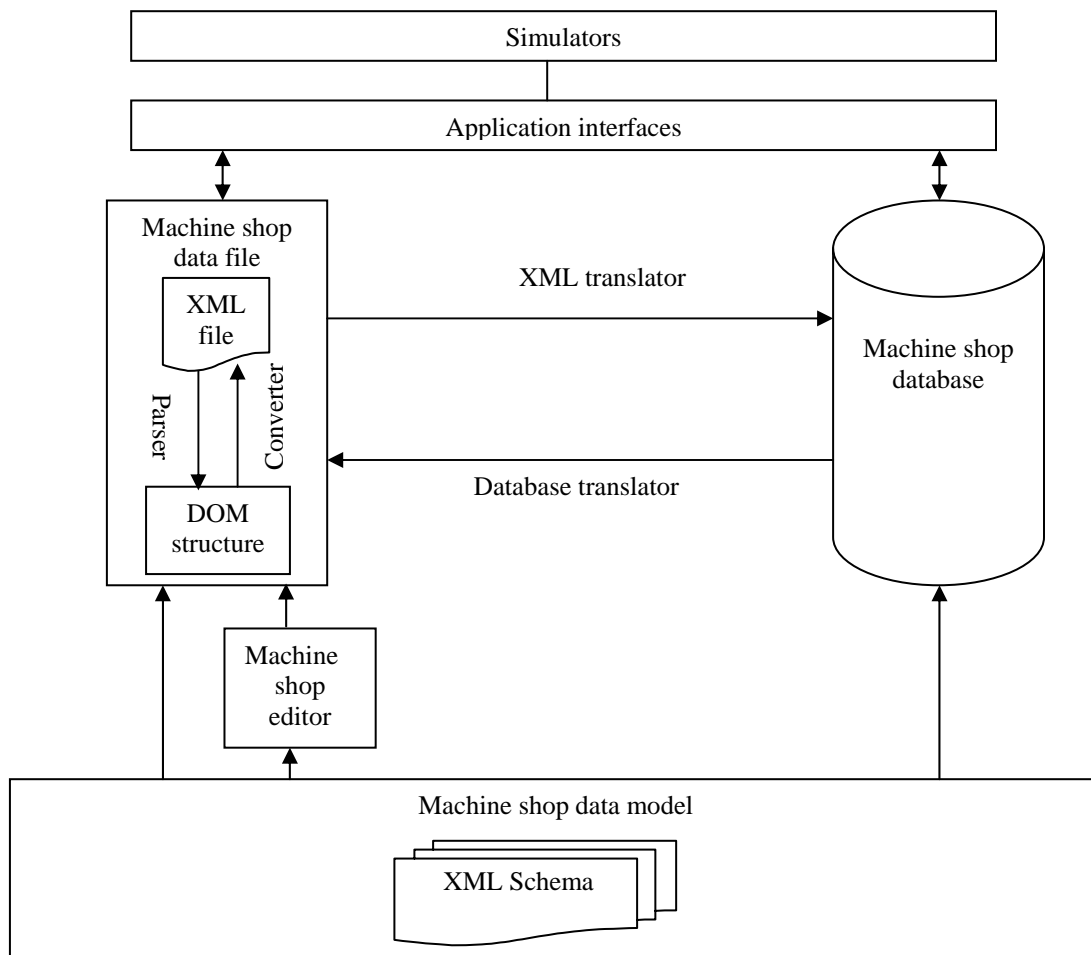 Simulators
Application interfaces
Machine shop
data file
XML
file
Parser
Converter
DOM
structure
XML translator
Database translator
Machine shop
database
Machine
shop
editor
Machine shop data model
XML Schema